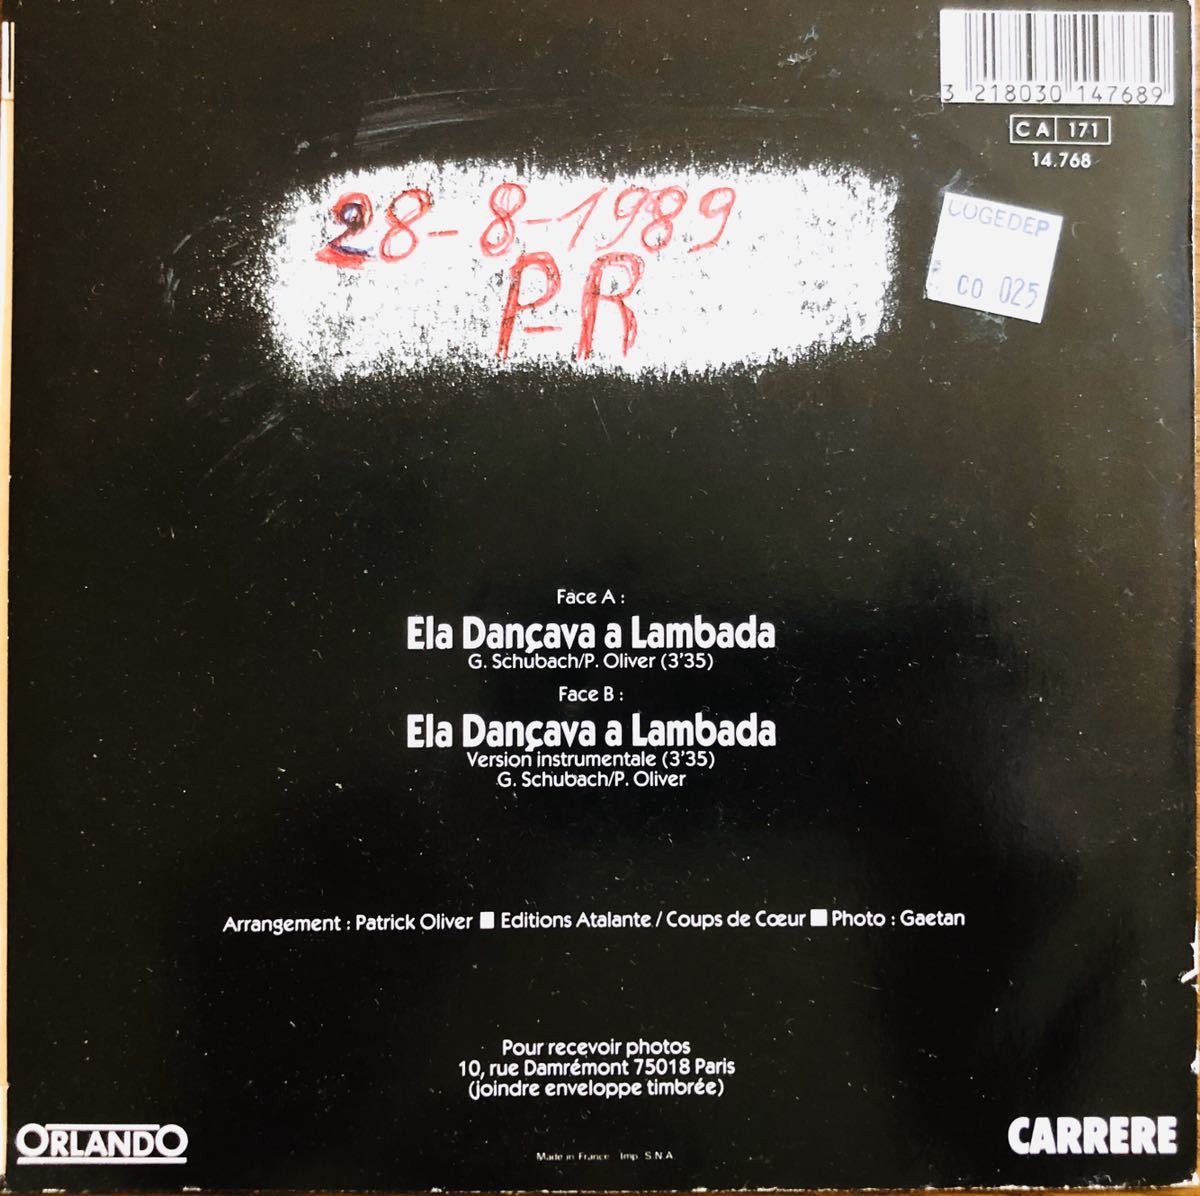 3 218030 147689
CA 171
14.768
COGEDEP
CO 025
28-8-1989
P-R
Face A :
Ela Dançava a Lambada
G. Schubach/P. Oliver (3'35)
Face B :
Ela Dançava a Lambada
Version instrumentale (3'35)
G. Schubach/P. Oliver
Arrangement : Patrick Oliver ■ Editions Atalante / Coups de Cœur ■ Photo : Gaetan
Pour recevoir photos
10, rue Damrémont 75018 Paris
(joindre enveloppe timbrée)
ORLANDO
CARRERE
Made in France Imp. S.N.A.